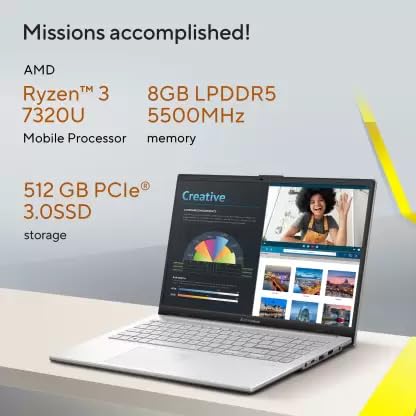 Missions accomplished!
AMD
Ryzen™ 3
7320U
Mobile Processor
8GB LPDDR5
5500MHz
memory
512 GB PCIe®
3.0SSD
storage
Creative